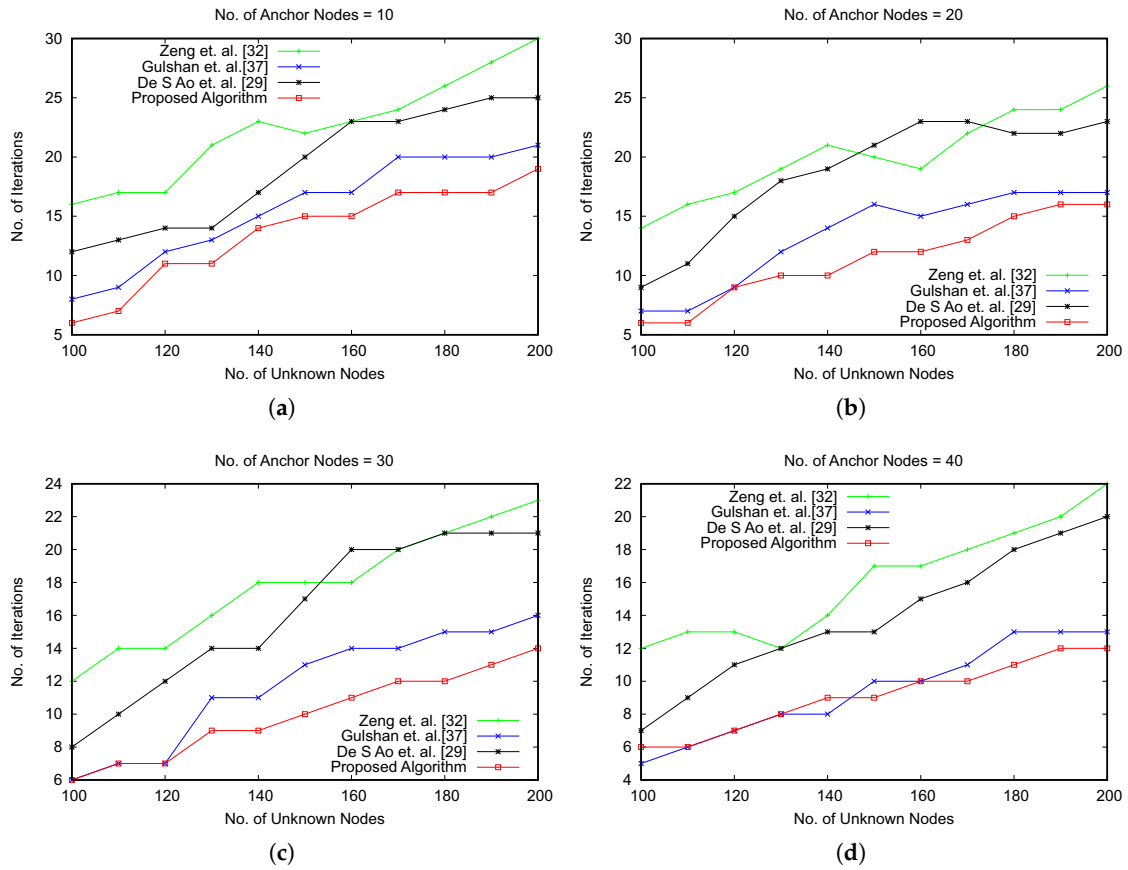 No. of Anchor Nodes = 10
30
25
20
15
10
5
No. of Iterations
Zeng et. al. [32]
Gulshan et. al.[37]
De S Ao et. al. [29]
Proposed Algorithm
100 120 140 160 180 200
No. of Unknown Nodes
(a)
No. of Anchor Nodes = 20
30
25
20
15
10
5
No. of Iterations
Zeng et. al. [32]
Gulshan et. al.[37]
De S Ao et. al. [29]
Proposed Algorithm
100 120 140 160 180 200
No. of Unknown Nodes
(b)
No. of Anchor Nodes = 30
24
22
20
18
16
14
12
10
8
6
No. of Iterations
Zeng et. al. [32]
Gulshan et. al.[37]
De S Ao et. al. [29]
Proposed Algorithm
100 120 140 160 180 200
No. of Unknown Nodes
(c)
No. of Anchor Nodes = 40
22
20
18
16
14
12
10
8
6
4
No. of Iterations
Zeng et. al. [32]
Gulshan et. al.[37]
De S Ao et. al. [29]
Proposed Algorithm
100 120 140 160 180 200
No. of Unknown Nodes
(d)